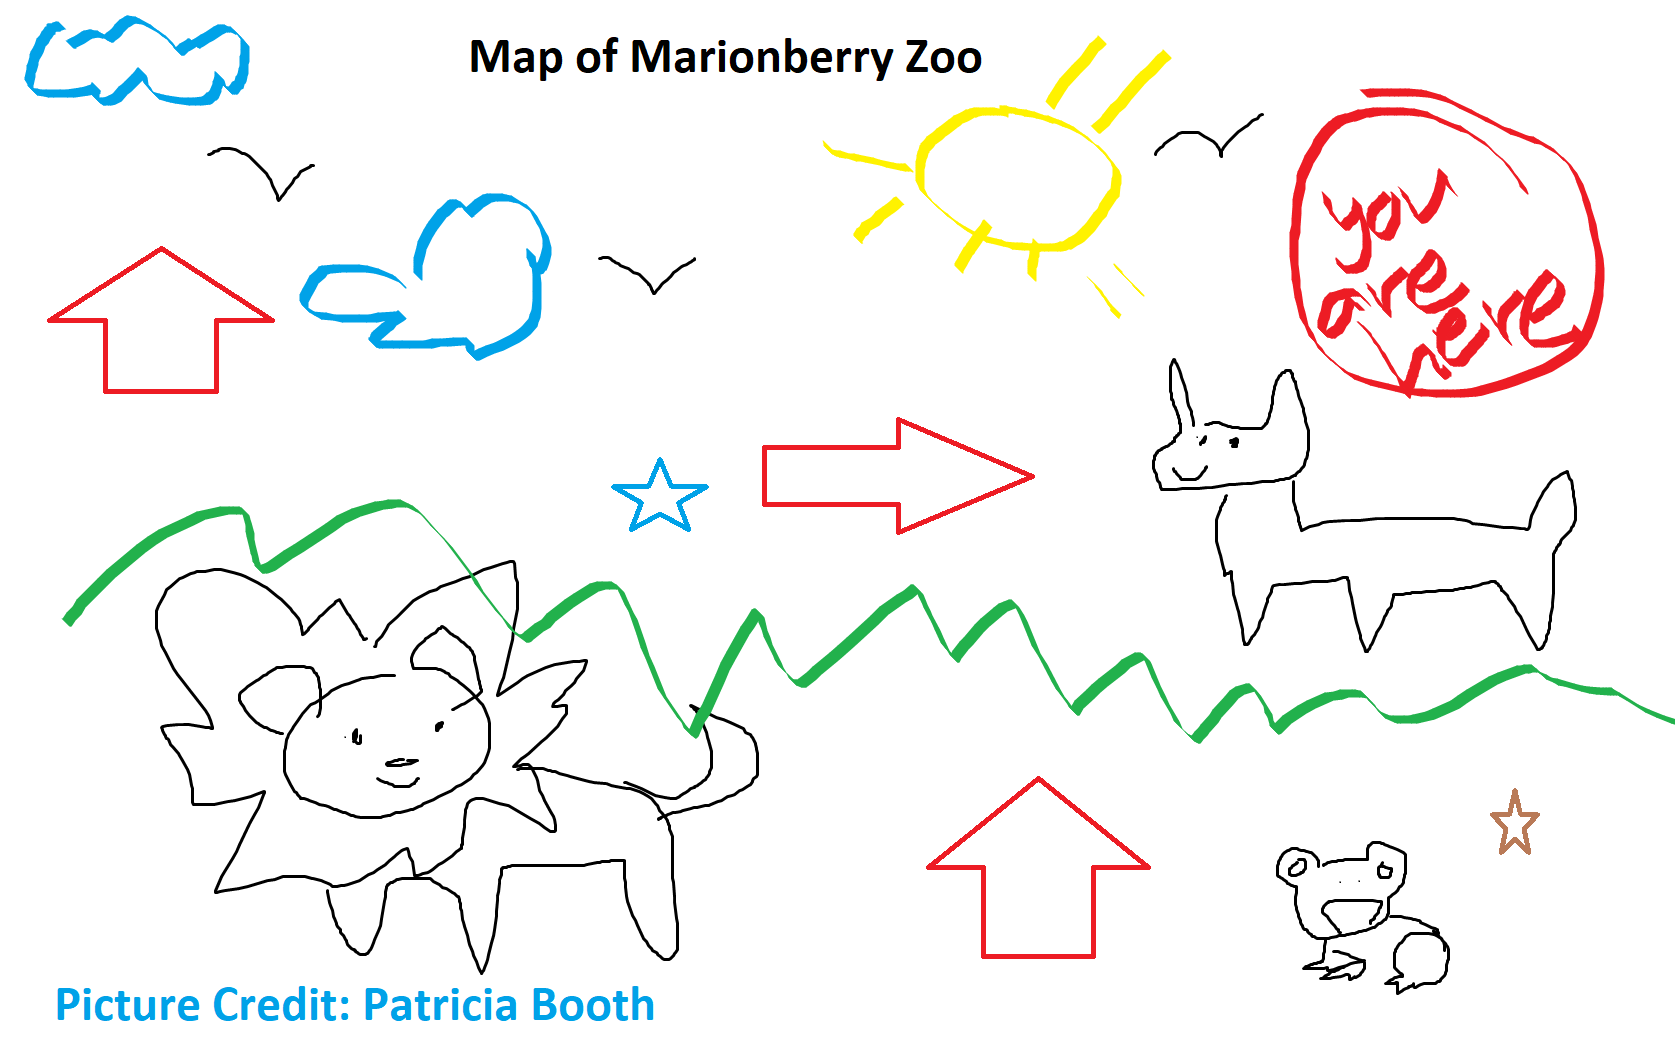 Map of Marionberry Zoo
you
are
here
Picture Credit: Patricia Booth